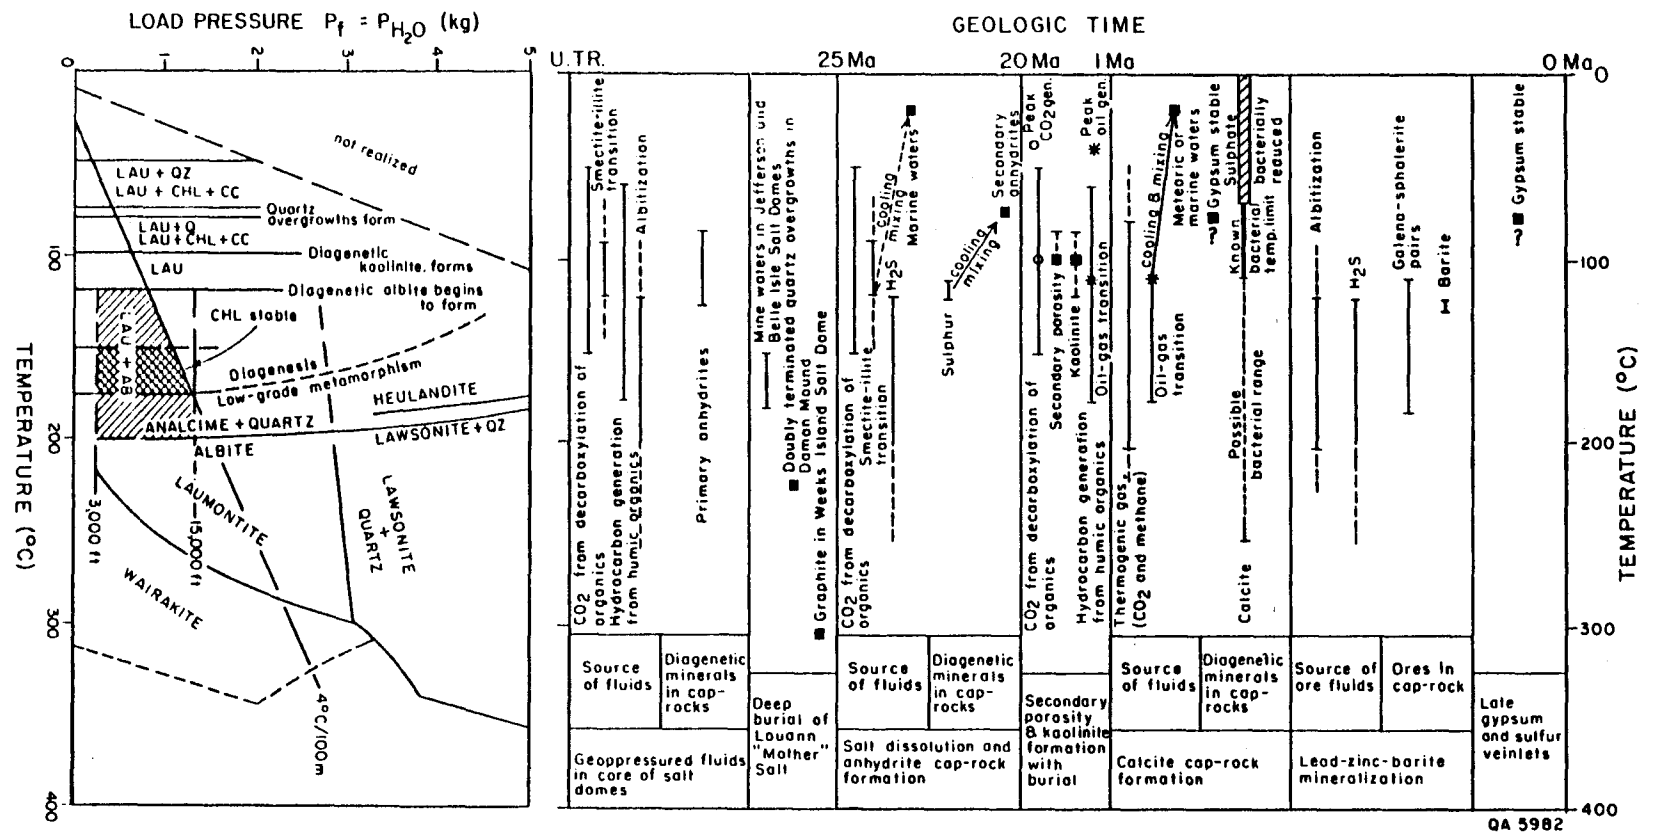 LOAD PRESSURE Pf = PH2O (kg)
0 1 2 3 4 5
TEMPERATURE (°C)
100
200
300
400
not realized
LAU + QZ
LAU + CHL + CC
Quartz
overgrowths form
LAU+Q
LAU+CHL+CC
Diagenetic
kaolinite forms
LAU
Diagenetic albite begins
to form
CHL stable
LAU + AB
Diagenesis
Low-grade metamorphism
HEULANDITE
ANALCIME + QUARTZ
LAWSONITE+QZ
ALBITE
LAUMONTITE
LAWSONITE
+
QUARTZ
3,000 ft
15,000 ft
WAIRAKITE
4°C/100m
GEOLOGIC TIME
U.TR.
25 Ma
20 Ma
1 Ma
0 Ma
CO2 from decarboxylation of
organics
Smectite-illite
transition
Hydrocarbon generation
from humic organics
Albitization
Primary anhydrites
Mine waters in Jefferson and
Belle Isle Salt Domes
Doubly terminated quartz overgrowths in
Damon Mound
Graphite in Weeks Island Salt Dome
CO2 from decarboxylation of
organics
Smectite-illite
transition
H2S
cooling
mixing
Marine waters
Sulphur
cooling
mixing
Secondary
anhydrites
CO2 from decarboxylation of
organics
Peak
CO2 gen.
Secondary porosity
Kaolinite
Hydrocarbon generation
from humic organics
Peak
oil gen.
Oil-gas transition
Thermogenic gas
(CO2 and methane)
Oil-gas
transition
Cooling & mixing
Meteoric or
marine waters
? Gypsum stable
Sulphate
bacterially
reduced
Known
bacterial
temp. limit
Possible
bacterial range
Calcite
Albitization
H2S
Galena-sphalerite
pairs
Barite
? Gypsum stable
0
100
200
300
400
TEMPERATURE (°C)
Source
of fluids
Diagenetic
minerals
in cap-
rocks
Geopressured fluids
in core of salt
domes
Deep
burial of
Louann
"Mother"
Salt
Source
of fluids
Diagenetic
minerals
in cap-
rocks
Salt dissolution and
anhydrite cap-rock
formation
Secondary
porosity
& kaolinite
formation
with
burial
Source
of fluids
Diagenetic
minerals
in cap-
rocks
Calcite cap-rock
formation
Source of
ore fluids
Ores in
cap-rock
Lead-zinc-barite
mineralization
Late
gypsum
and sulfur
veinlets
QA 5982